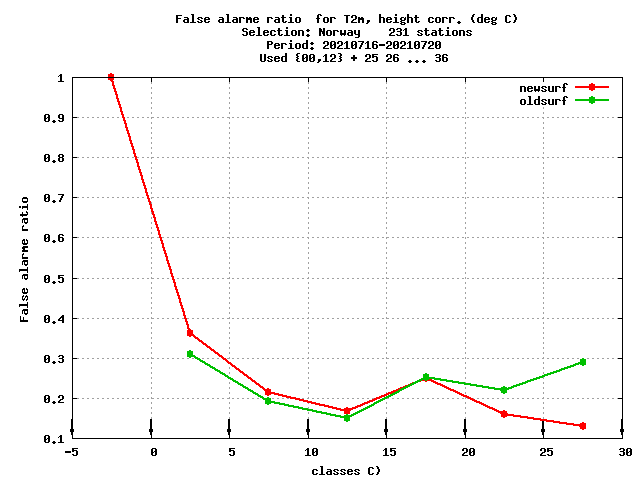 False alarme ratio  for T2m, height corr. (deg C)
Selection: Norway    231 stations
Period: 20210716-20210720
Used {00,12} + 25 26 ... 36
newsurf
oldsurf
False alarme ratio
1
0.9
0.8
0.7
0.6
0.5
0.4
0.3
0.2
0.1
-5 0 5 10 15 20 25 30
classes C)